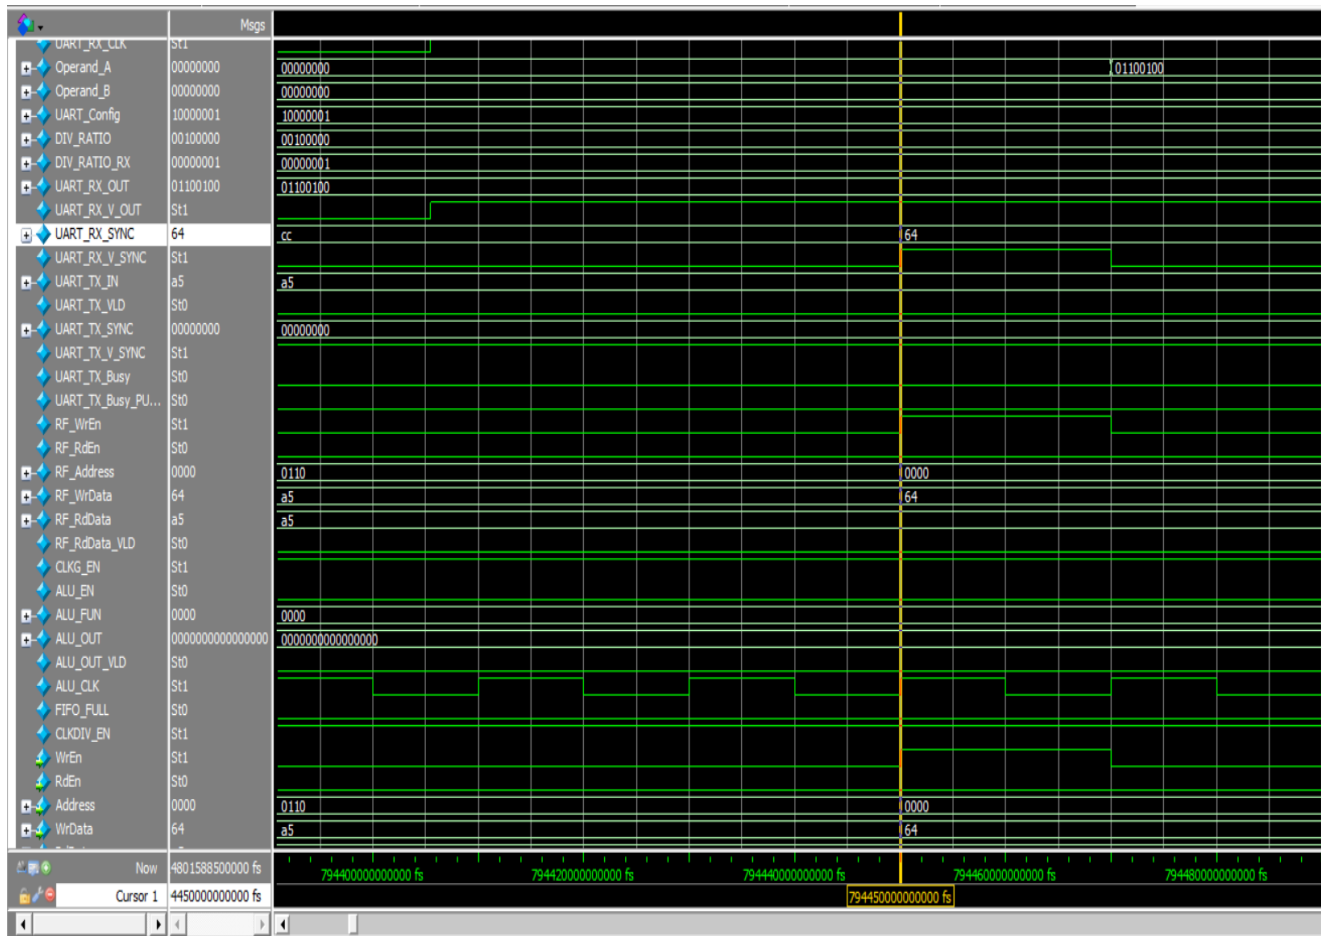 Msgs
UART_RX_CLK St1
Operand_A 00000000 00000000 01100100
Operand_B 00000000 00000000
UART_Config 10000001 10000001
DIV_RATIO 00100000 00100000
DIV_RATIO_RX 00000001 00000001
UART_RX_OUT 01100100 01100100
UART_RX_V_OUT St1
UART_RX_SYNC 64 cc 64
UART_RX_V_SYNC St1
UART_TX_IN a5 a5
UART_TX_VLD St0
UART_TX_SYNC 00000000 00000000
UART_TX_V_SYNC St1
UART_TX_Busy St0
UART_TX_Busy_PU... St0
RF_WrEn St1
RF_RdEn St0
RF_Address 0000 0110 0000
RF_WrData 64 a5 64
RF_RdData a5 a5
RF_RdData_VLD St0
CLKG_EN St1
ALU_EN St0
ALU_FUN 0000 0000
ALU_OUT 0000000000000000 0000000000000000
ALU_OUT_VLD St0
ALU_CLK St1
FIFO_FULL St0
CLKDIV_EN St1
WrEn St1
RdEn St0
Address 0000 0110 0000
WrData 64 a5 64
Now 4801588500000 fs 794400000000000 fs 794420000000000 fs 794440000000000 fs 794460000000000 fs 794480000000000 fs
Cursor 1 4450000000000 fs 794450000000000 fs